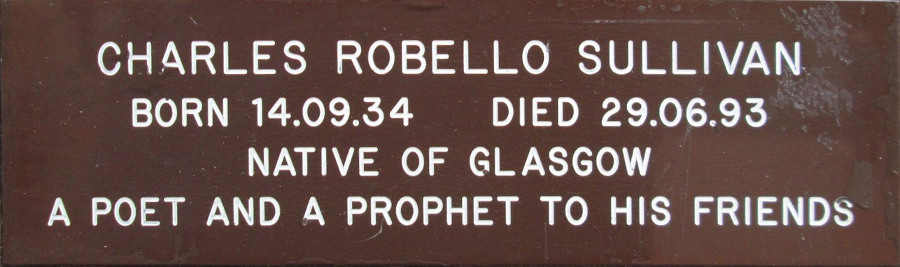 CHARLES ROBELLO SULLIVAN
BORN 14.09.34 DIED 29.06.93
NATIVE OF GLASGOW
A POET AND A PROPHET TO HIS FRIENDS